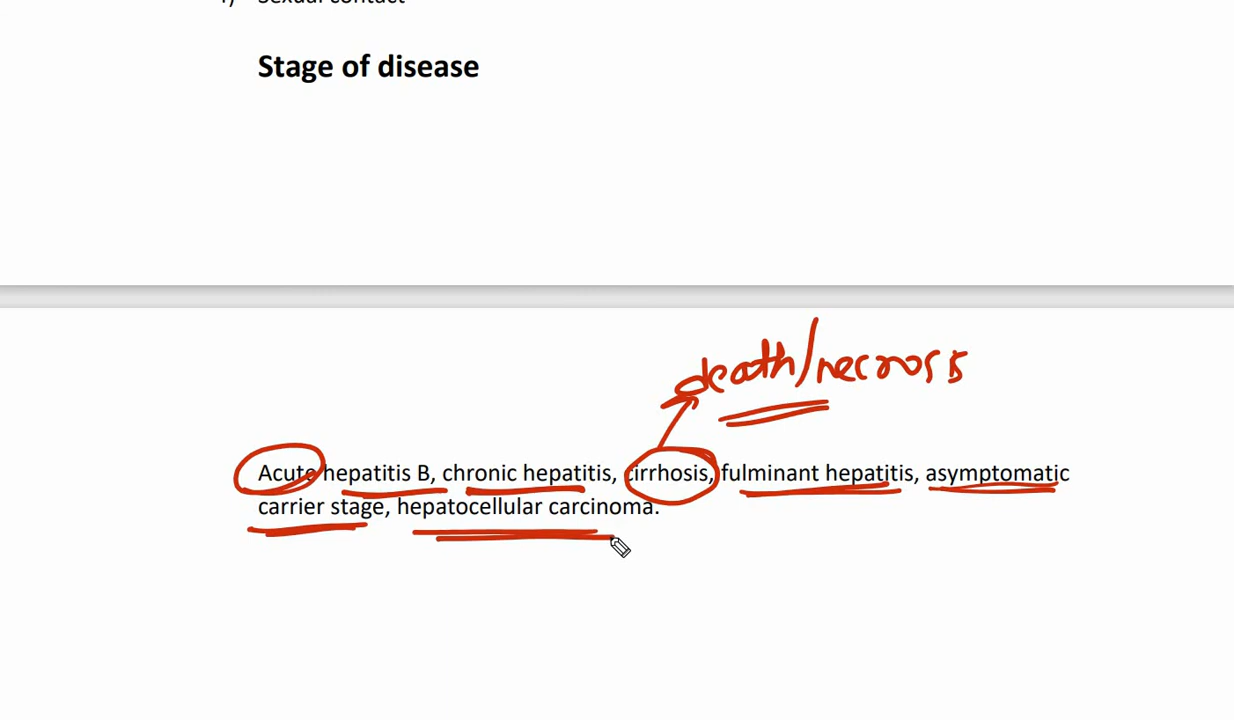 Sexual contact
Stage of disease
death/necrosis
Acute hepatitis B, chronic hepatitis, cirrhosis, fulminant hepatitis, asymptomatic
carrier stage, hepatocellular carcinoma.